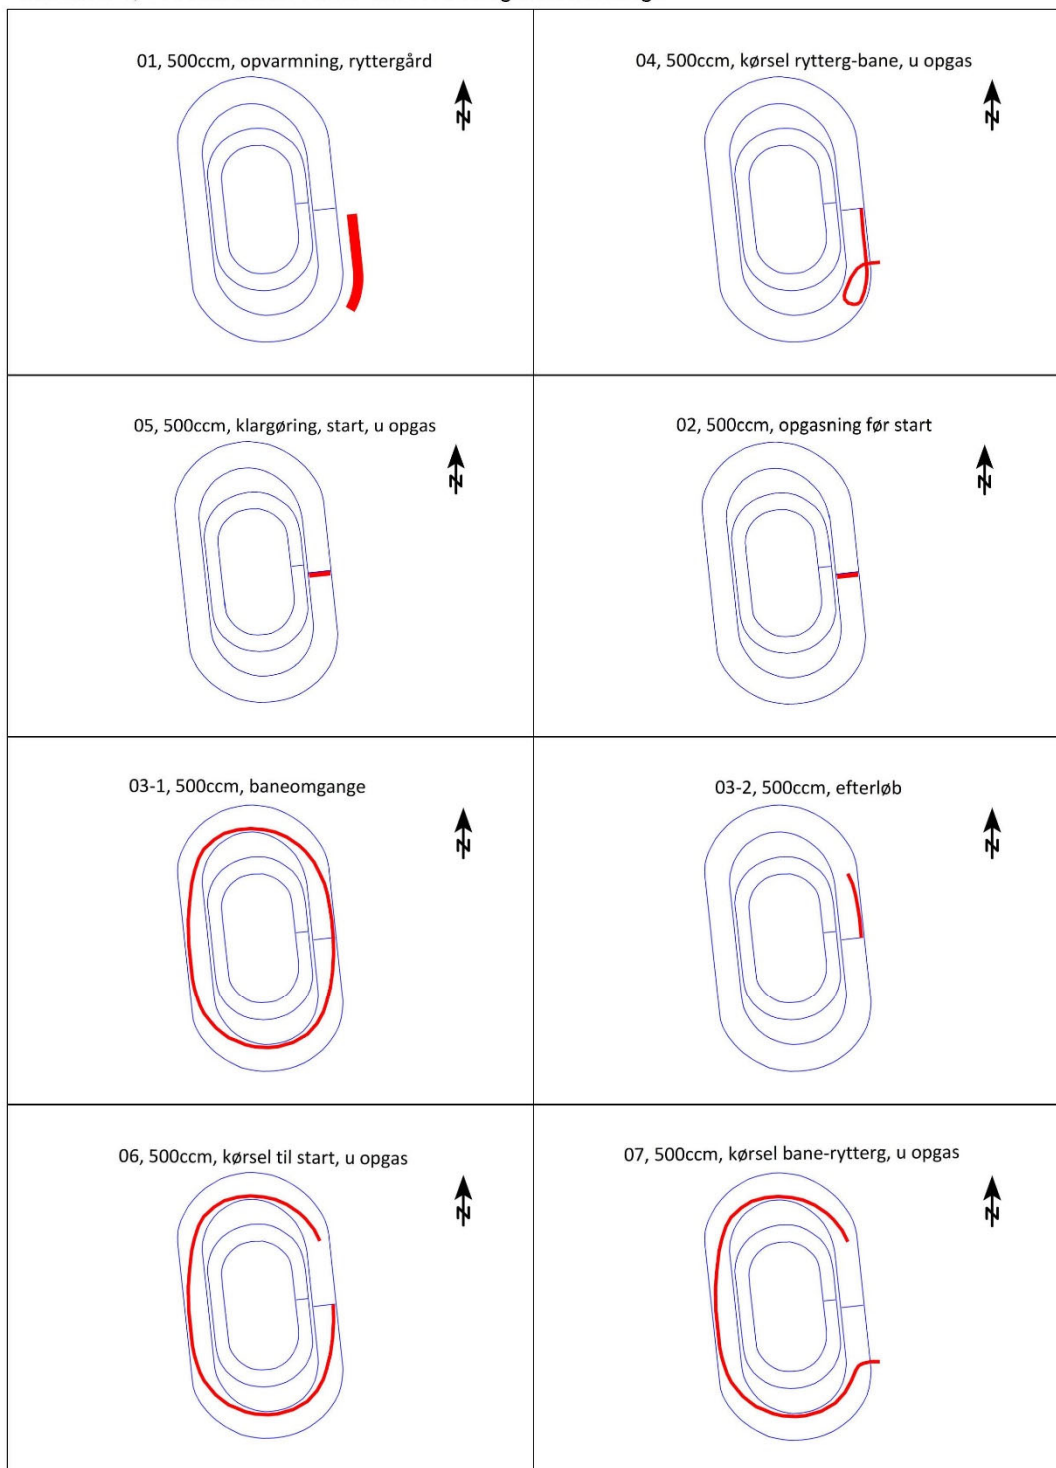 01, 500ccm, opvarmning, ryttergård
N
04, 500ccm, kørsel rytterg-bane, u opgas
N
05, 500ccm, klargøring, start, u opgas
N
02, 500ccm, opgasning før start
N
03-1, 500ccm, baneomgange
N
03-2, 500ccm, efterløb
N
06, 500ccm, kørsel til start, u opgas
N
07, 500ccm, kørsel bane-rytterg, u opgas
N